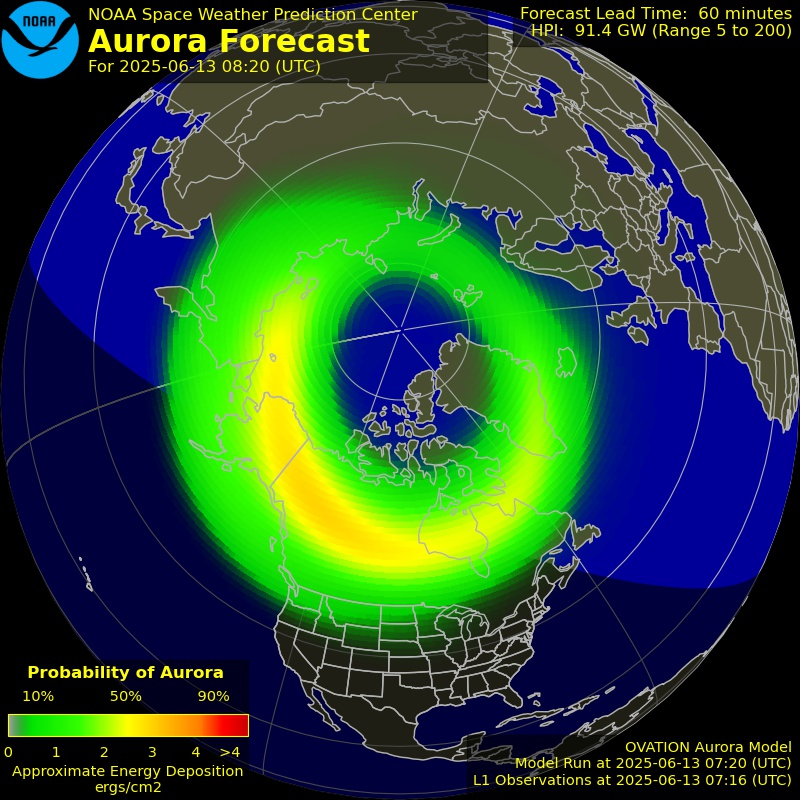 NOAA
NOAA Space Weather Prediction Center
Aurora Forecast
For 2025-06-13 08:20 (UTC)
Forecast Lead Time: 60 minutes
HPI: 91.4 GW (Range 5 to 200)
Probability of Aurora
10% 50% 90%
0 1 2 3 4 >4
Approximate Energy Deposition
ergs/cm2
OVATION Aurora Model
Model Run at 2025-06-13 07:20 (UTC)
L1 Observations at 2025-06-13 07:16 (UTC)